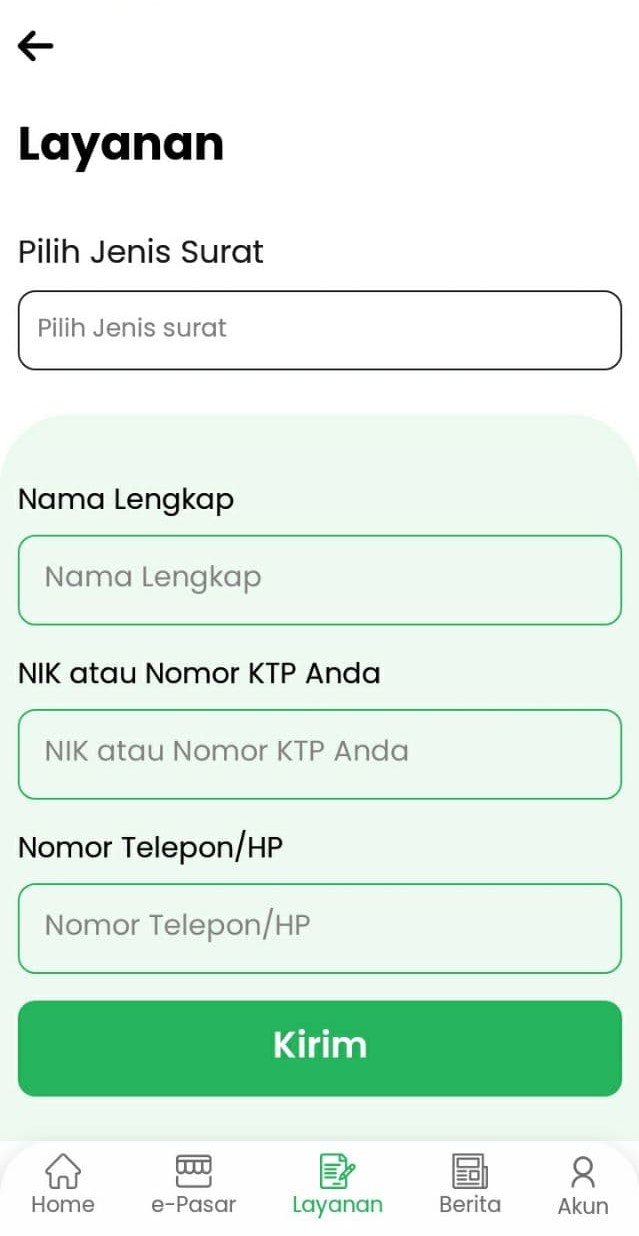 Layanan
Pilih Jenis Surat
Pilih Jenis surat
Nama Lengkap
Nama Lengkap
NIK atau Nomor KTP Anda
NIK atau Nomor KTP Anda
Nomor Telepon/HP
Nomor Telepon/HP
Kirim
Home e-Pasar Layanan Berita Akun